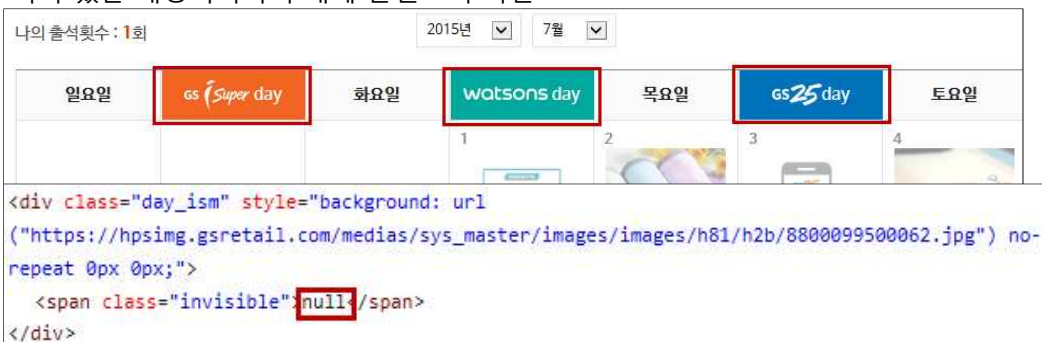 나의 출석횟수 : 1회 2015년 7월
일요일 GS iSuper day 화요일 watsons day 목요일 GS25 day 토요일
1 2 3 4
<div class="day_ism" style="background: url
("https://hpsimg.gsretail.com/medias/sys_master/images/images/h81/h2b/8800099500062.jpg") no-
repeat 0px 0px;">
<span class="invisible">null</span>
</div>